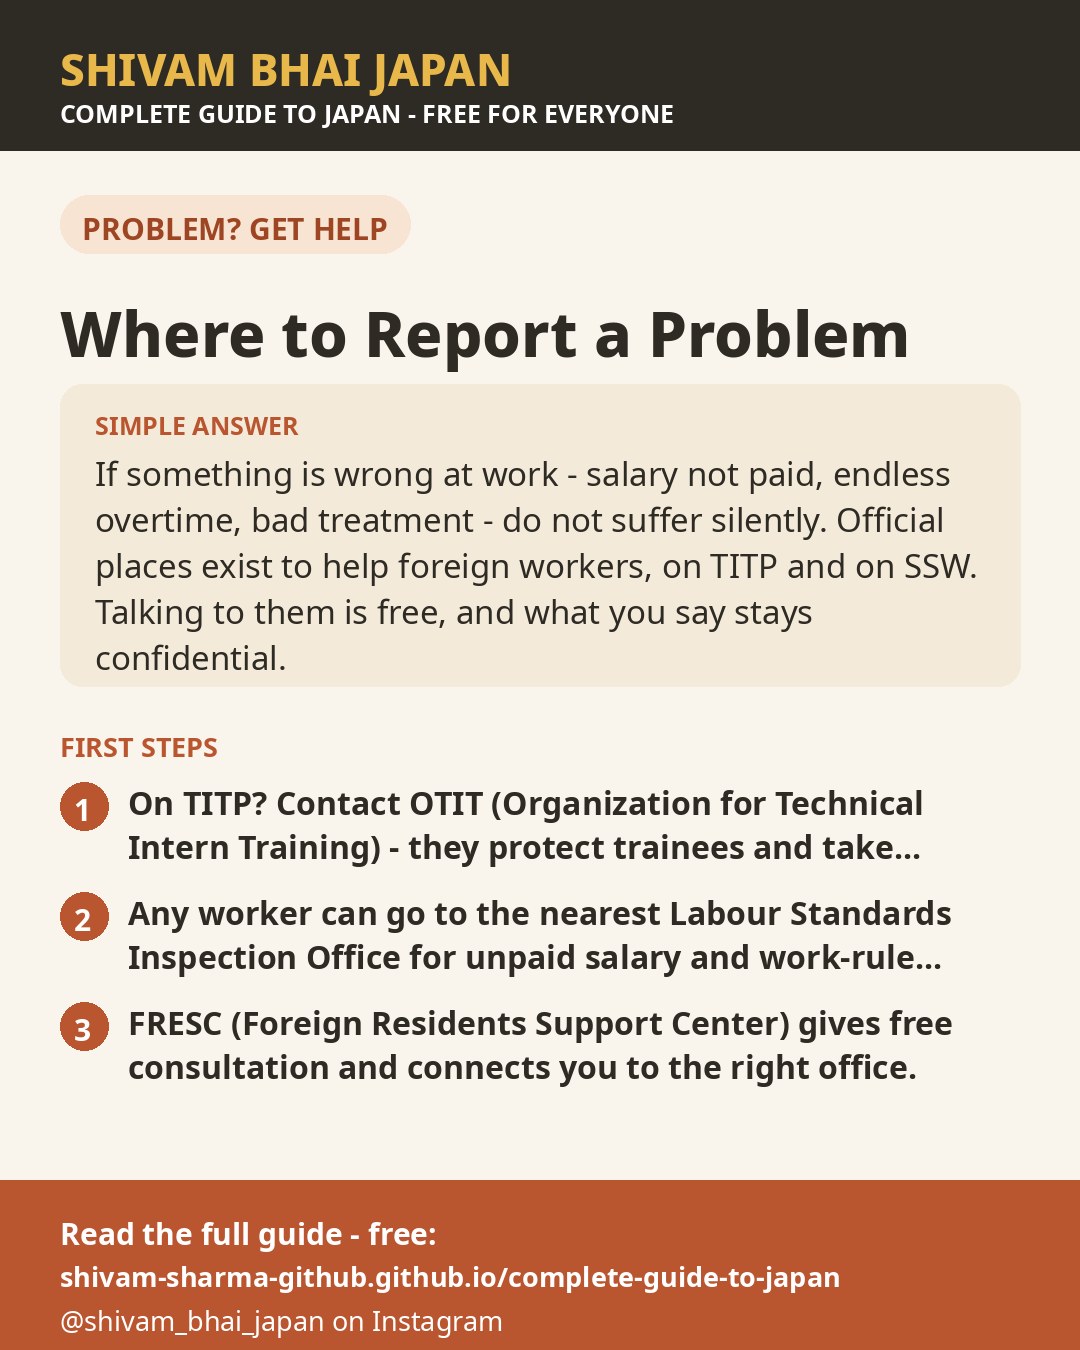 SHIVAM BHAI JAPAN
COMPLETE GUIDE TO JAPAN - FREE FOR EVERYONE
PROBLEM? GET HELP
Where to Report a Problem
SIMPLE ANSWER
If something is wrong at work - salary not paid, endless
overtime, bad treatment - do not suffer silently. Official
places exist to help foreign workers, on TITP and on SSW.
Talking to them is free, and what you say stays
confidential.
FIRST STEPS
1 On TITP? Contact OTIT (Organization for Technical
Intern Training) - they protect trainees and take...
2 Any worker can go to the nearest Labour Standards
Inspection Office for unpaid salary and work-rule...
3 FRESC (Foreign Residents Support Center) gives free
consultation and connects you to the right office.
Read the full guide - free:
shivam-sharma-github.github.io/complete-guide-to-japan
@shivam_bhai_japan on Instagram